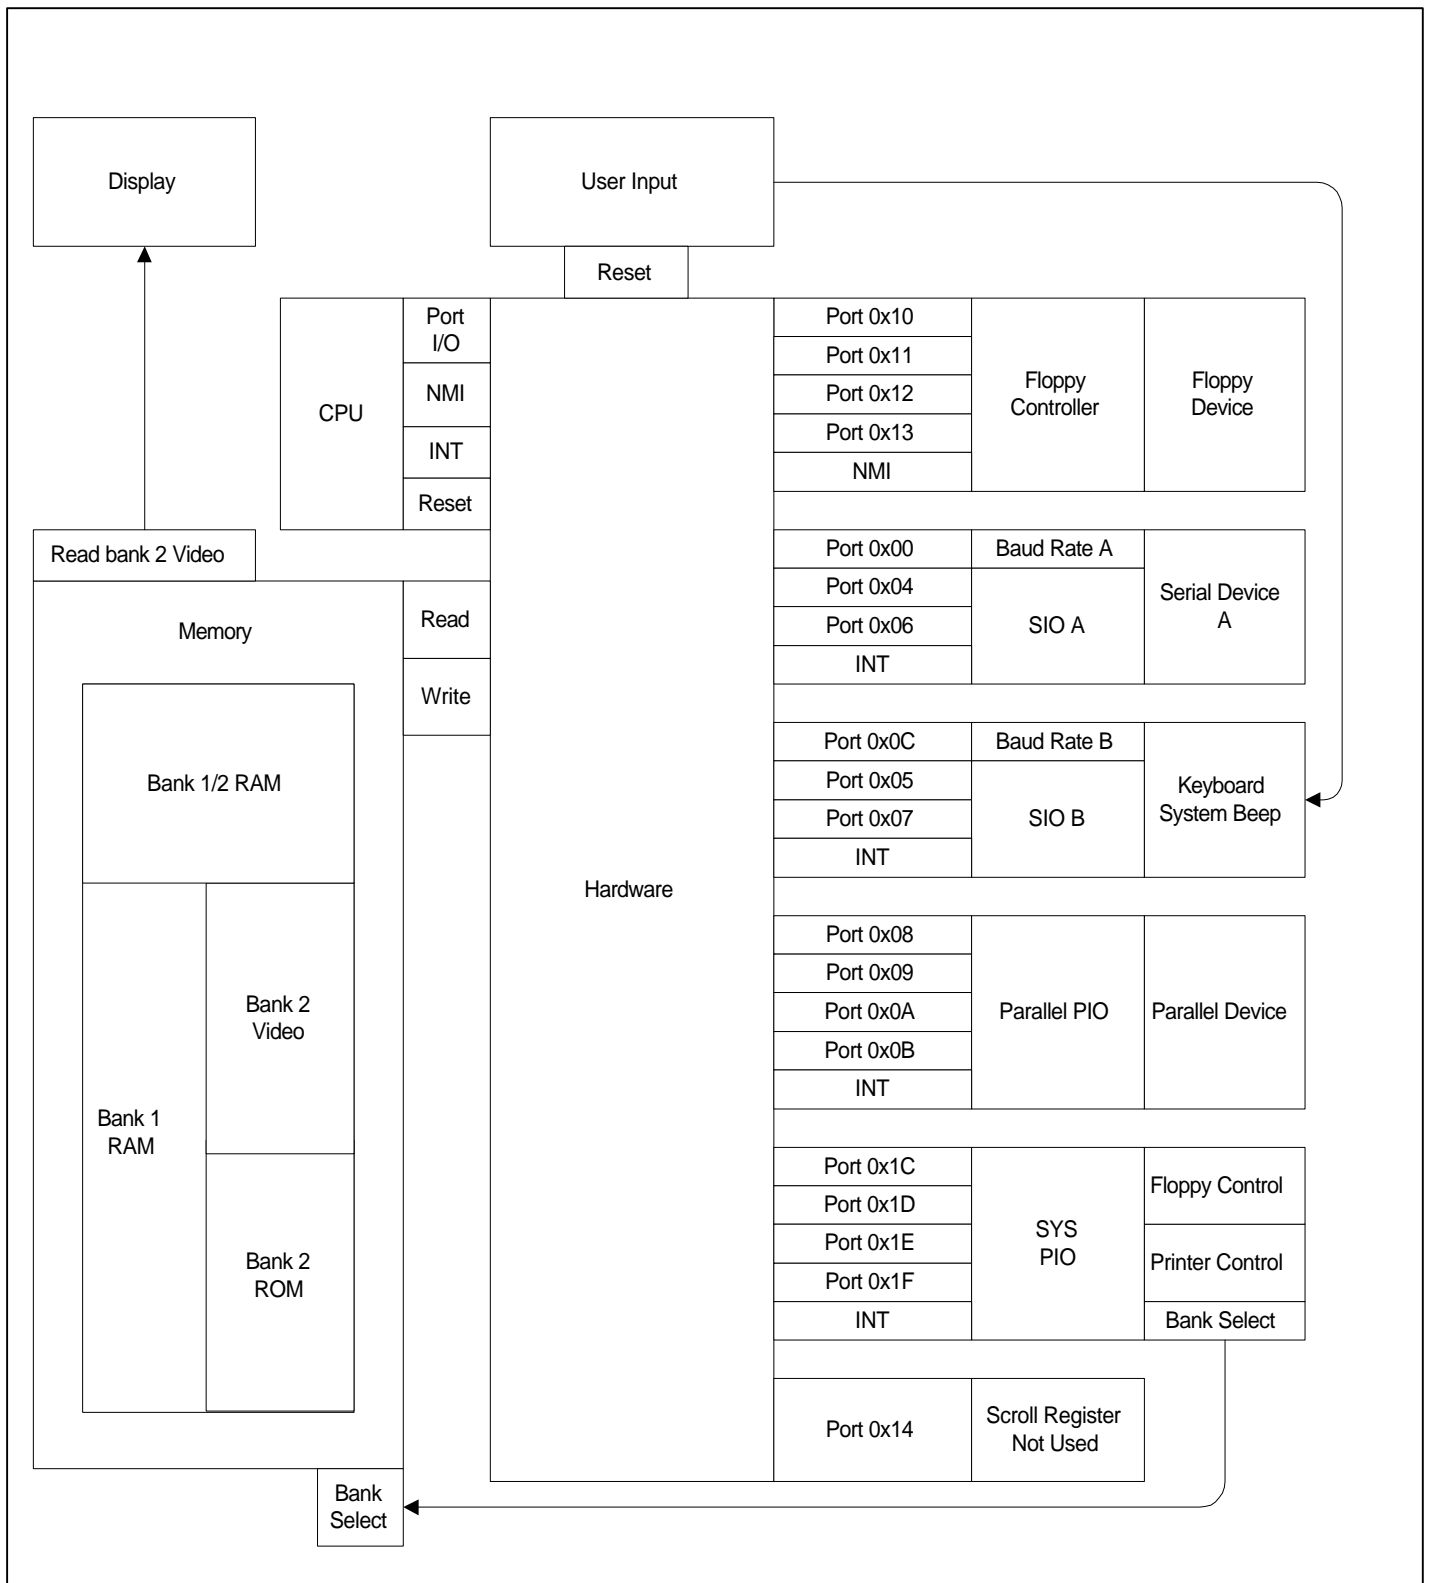 Display
User Input
Reset
Port
I/O
NMI
INT
Reset
CPU
Read bank 2 Video
Memory
Read
Write
Bank 1/2 RAM
Bank 2
Video
Bank 1
RAM
Bank 2
ROM
Bank
Select
Hardware
Port 0x10
Port 0x11
Port 0x12
Port 0x13
NMI
Floppy
Controller
Floppy
Device
Port 0x00
Port 0x04
Port 0x06
INT
Baud Rate A
SIO A
Serial Device
A
Port 0x0C
Port 0x05
Port 0x07
INT
Baud Rate B
SIO B
Keyboard
System Beep
Port 0x08
Port 0x09
Port 0x0A
Port 0x0B
INT
Parallel PIO
Parallel Device
Port 0x1C
Port 0x1D
Port 0x1E
Port 0x1F
INT
SYS
PIO
Floppy Control
Printer Control
Bank Select
Port 0x14
Scroll Register
Not Used